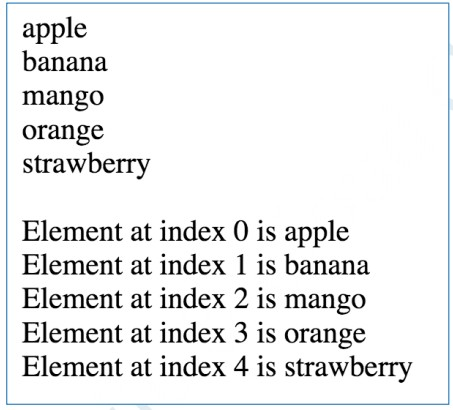 apple
banana
mango
orange
strawberry
Element at index 0 is apple
Element at index 1 is banana
Element at index 2 is mango
Element at index 3 is orange
Element at index 4 is strawberry